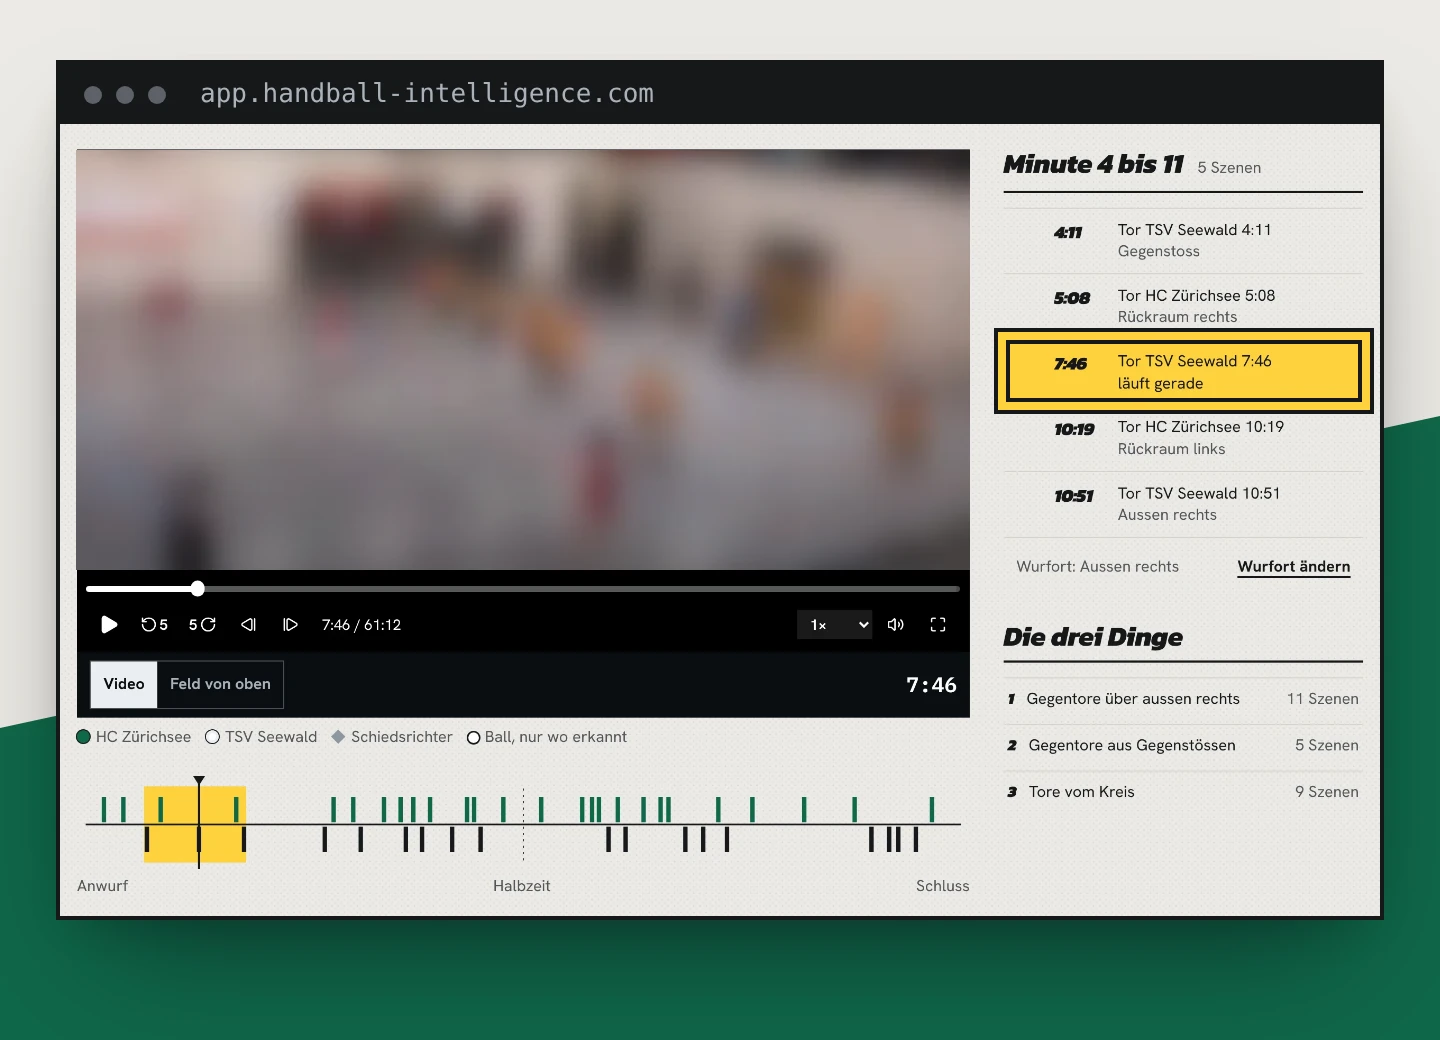 app.handball-intelligence.com
Minute 4 bis 11 5 Szenen
4:11 Tor TSV Seewald 4:11
Gegenstoss
5:08 Tor HC Zürichsee 5:08
Rückraum rechts
7:46 Tor TSV Seewald 7:46
läuft gerade
10:19 Tor HC Zürichsee 10:19
Rückraum links
10:51 Tor TSV Seewald 10:51
Aussen rechts
Wurfort: Aussen rechts Wurfort ändern
Die drei Dinge
1 Gegentore über aussen rechts 11 Szenen
2 Gegentore aus Gegenstössen 5 Szenen
3 Tore vom Kreis 9 Szenen
5 5 7:46 / 61:12 1×
Video Feld von oben 7:46
HC Zürichsee TSV Seewald Schiedsrichter Ball, nur wo erkannt
Anwurf Halbzeit Schluss